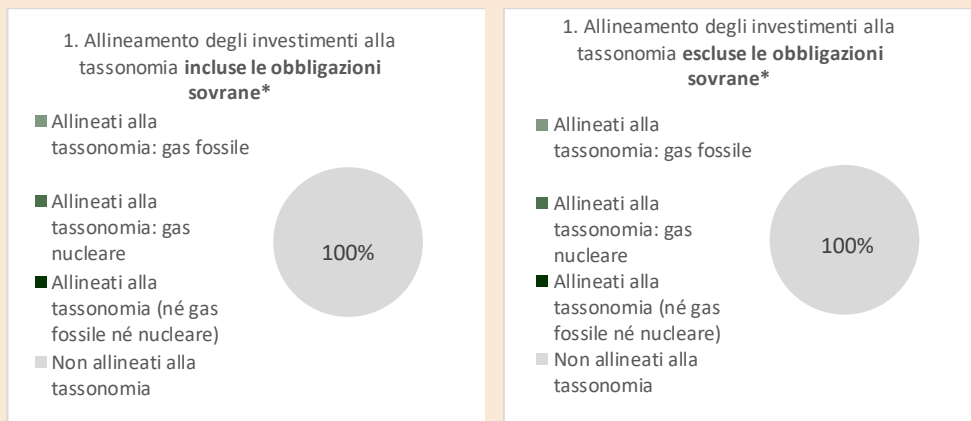 1. Allineamento degli investimenti alla
tassonomia incluse le obbligazioni
sovrane*
Allineati alla
tassonomia: gas fossile
Allineati alla
tassonomia: gas
nucleare
Allineati alla
tassonomia (né gas
fossile né nucleare)
Non allineati alla
tassonomia
100%
1. Allineamento degli investimenti alla
tassonomia escluse le obbligazioni
sovrane*
Allineati alla
tassonomia: gas fossile
Allineati alla
tassonomia: gas
nucleare
Allineati alla
tassonomia (né gas
fossile né nucleare)
Non allineati alla
tassonomia
100%